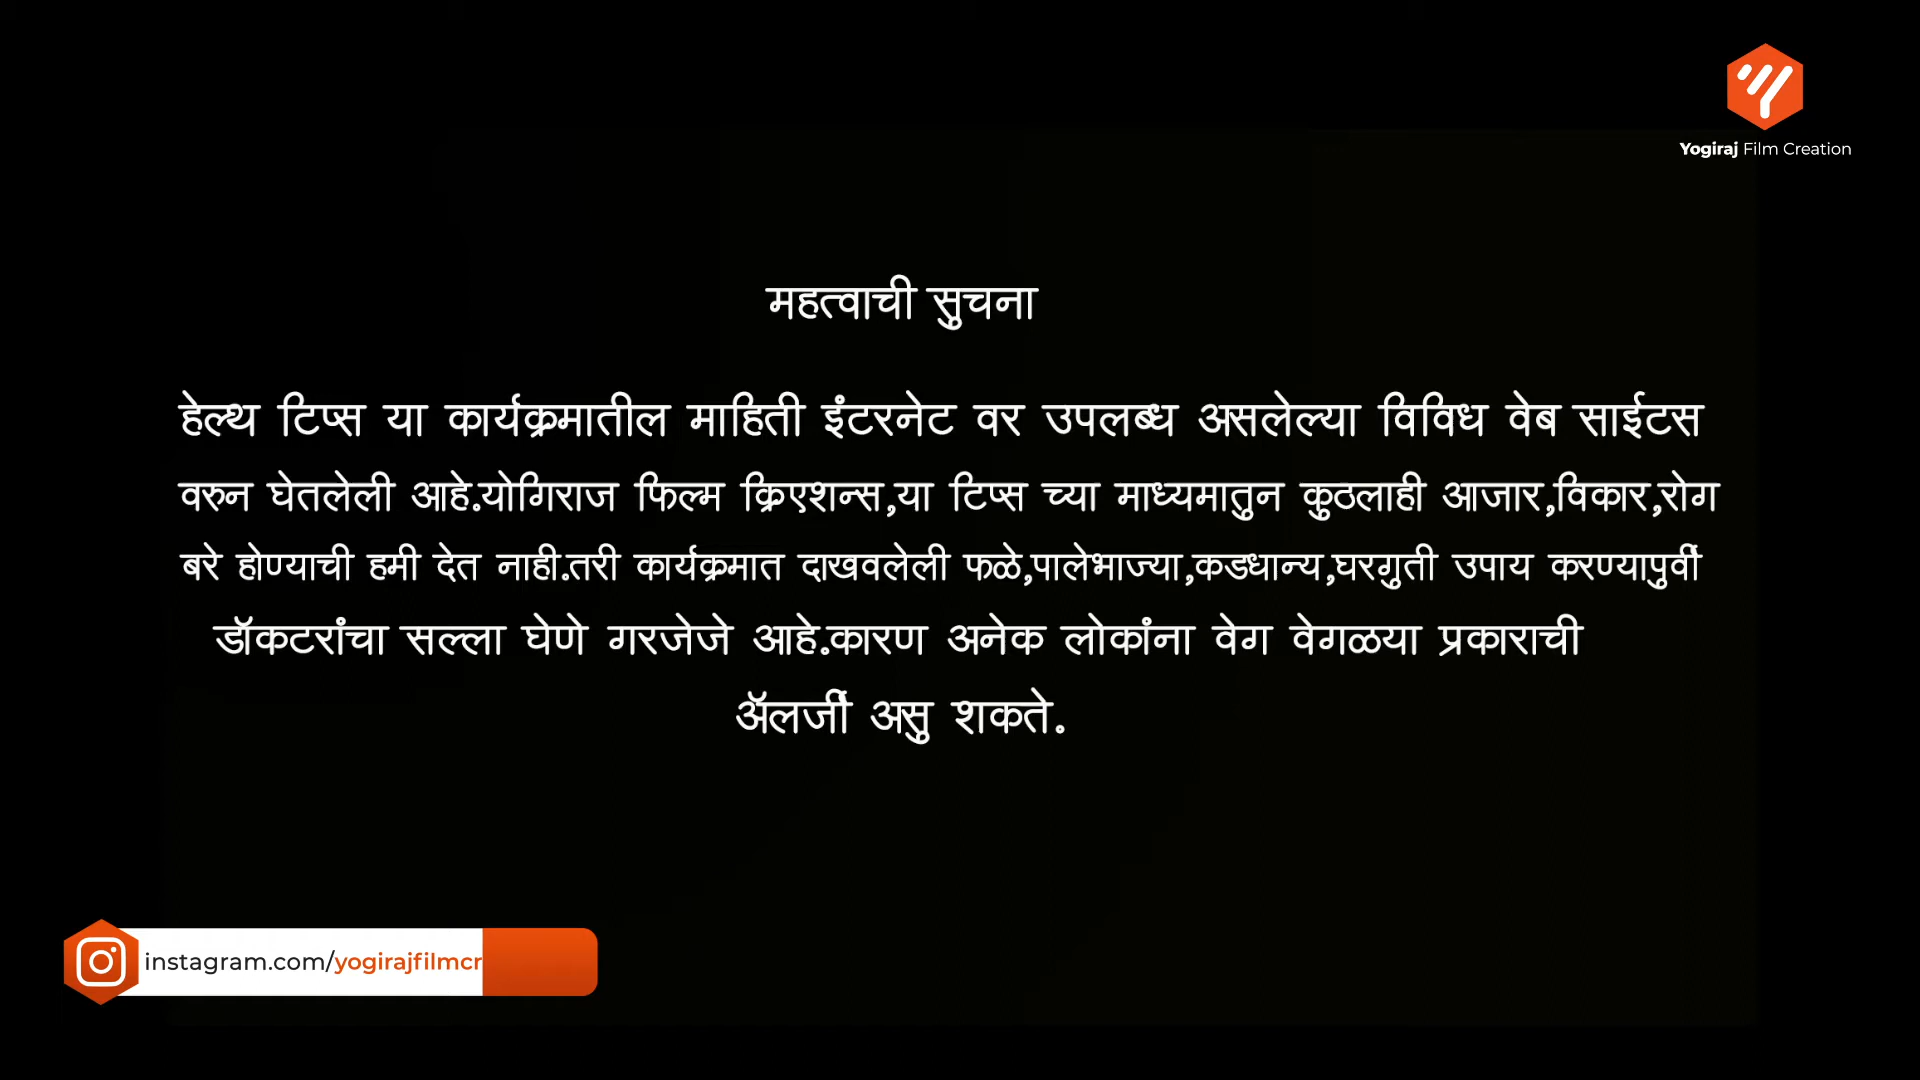 Yogiraj Film Creation
महत्वाची सुचना
हेल्थ टिप्स या कार्यक्रमातील माहिती इंटरनेट वर उपलब्ध असलेल्या विविध वेब साईटस
वरुन घेतलेली आहे.योगिराज फिल्म क्रिएशन्स,या टिप्स च्या माध्यमातुन कुठलाही आजार,विकार,रोग
बरे होण्याची हमी देत नाही.तरी कार्यक्रमात दाखवलेली फळे,पालेभाज्या,कडधान्य,घरगुती उपाय करण्यापुर्वी
डॉकटरांचा सल्ला घेणे गरजेजे आहे.कारण अनेक लोकांना वेग वेगळया प्रकाराची
ॲलर्जी असु शकते.
instagram.com/yogirajfilmcr